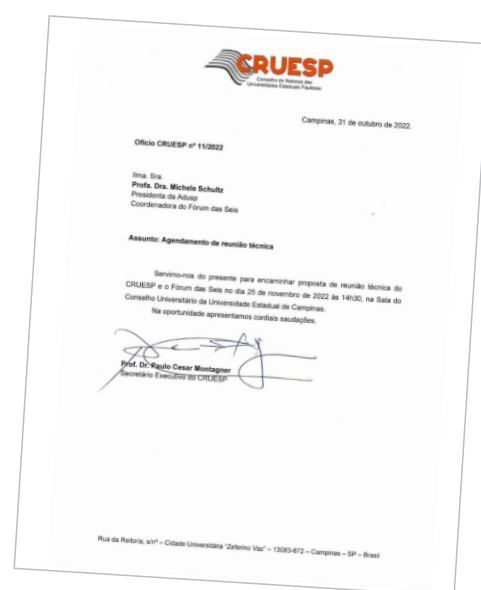 CRUESP
Conselho de Reitores das
Universidades Estaduais Paulistas
Campinas, 31 de outubro de 2022.
Ofício CRUESP nº 11/2022
Ilma. Sra.
Profa. Dra. Michele Schultz
Presidente da Adusp
Coordenadora do Fórum das Seis
Assunto: Agendamento de reunião técnica
Servimo-nos do presente para encaminhar proposta de reunião técnica do
CRUESP e o Fórum das Seis no dia 25 de novembro de 2022 às 14h30, na Sala do
Conselho Universitário da Universidade Estadual de Campinas.
Na oportunidade apresentamos cordiais saudações.
Prof. Dr. Paulo Cesar Montagner
Secretário Executivo do CRUESP
Rua da Reitoria, s/nº – Cidade Universitária "Zeferino Vaz" – 13083-872 – Campinas – SP – Brasil